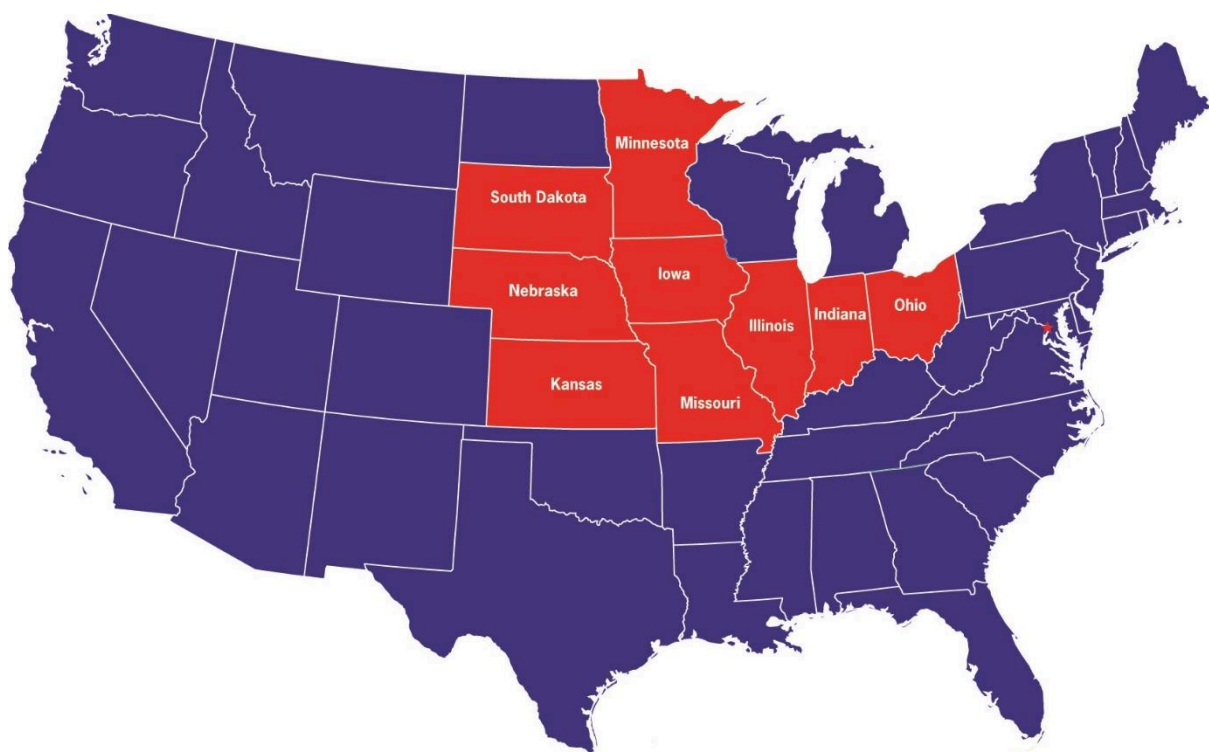 Minnesota
South Dakota
Iowa
Nebraska
Illinois
Indiana
Ohio
Kansas
Missouri